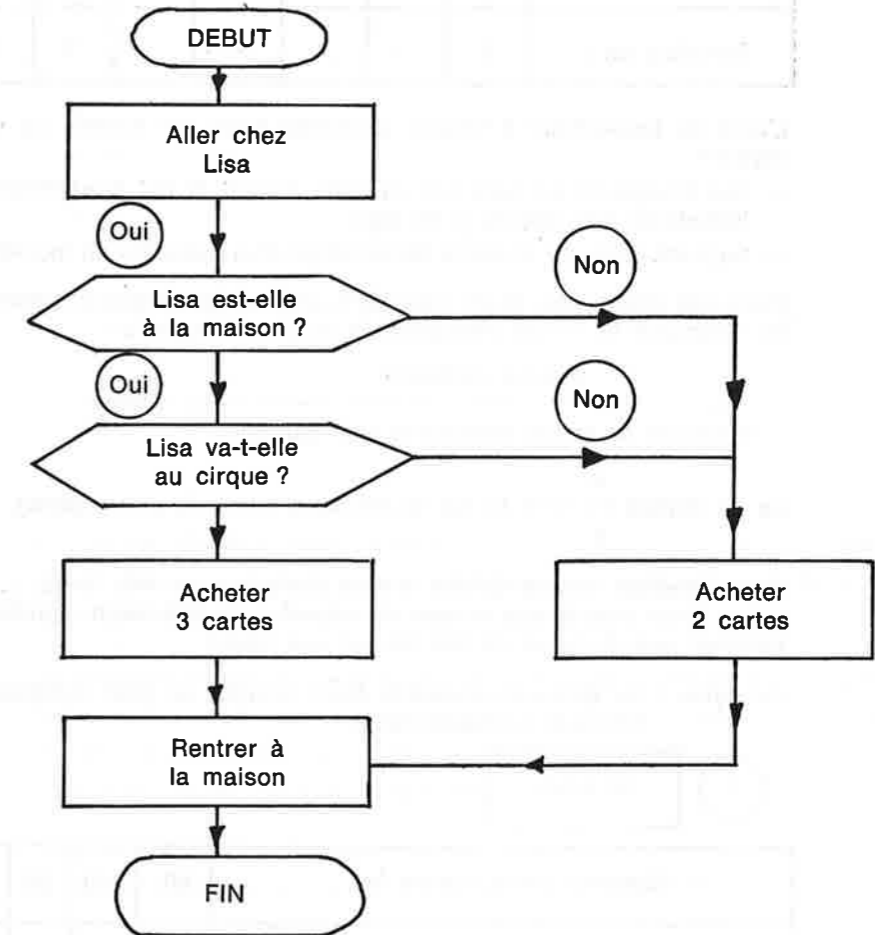 DEBUT
Aller chez
Lisa
Oui
Non
Lisa est-elle
à la maison ?
Oui
Non
Lisa va-t-elle
au cirque ?
Acheter
3 cartes
Acheter
2 cartes
Rentrer à
la maison
FIN